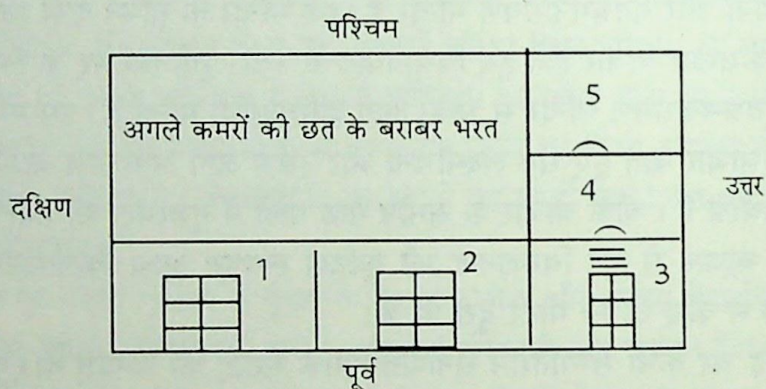 पश्चिम
5
अगले कमरों की छत के बराबर भरत
4
दक्षिण
उत्तर
1
2
3
पूर्व